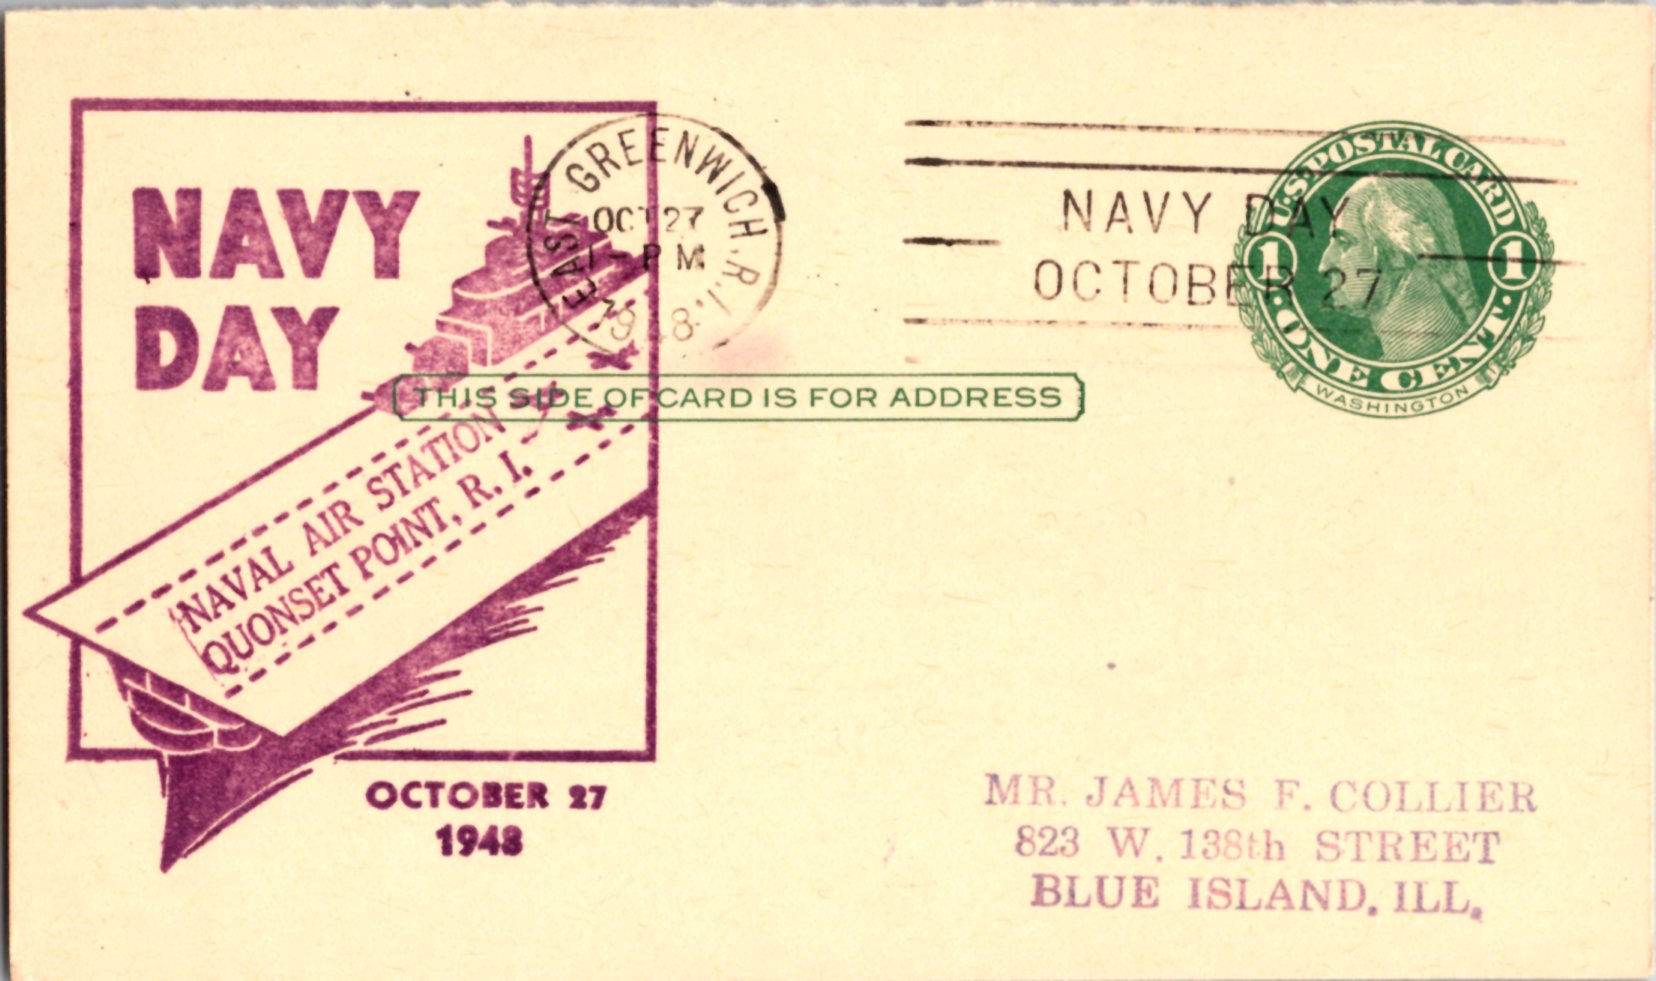 NAVY
DAY
NAVAL AIR STATION
QUONSET POINT, R. I.
OCTOBER 27
1948
EAST GREENWICH, R.I.
OCT 27
PM
1948
NAVY DAY
OCTOBER 27
U.S. POSTAL CARD
1 1
ONE CENT
WASHINGTON
THIS SIDE OF CARD IS FOR ADDRESS
MR. JAMES F. COLLIER
823 W. 138th STREET
BLUE ISLAND, ILL.